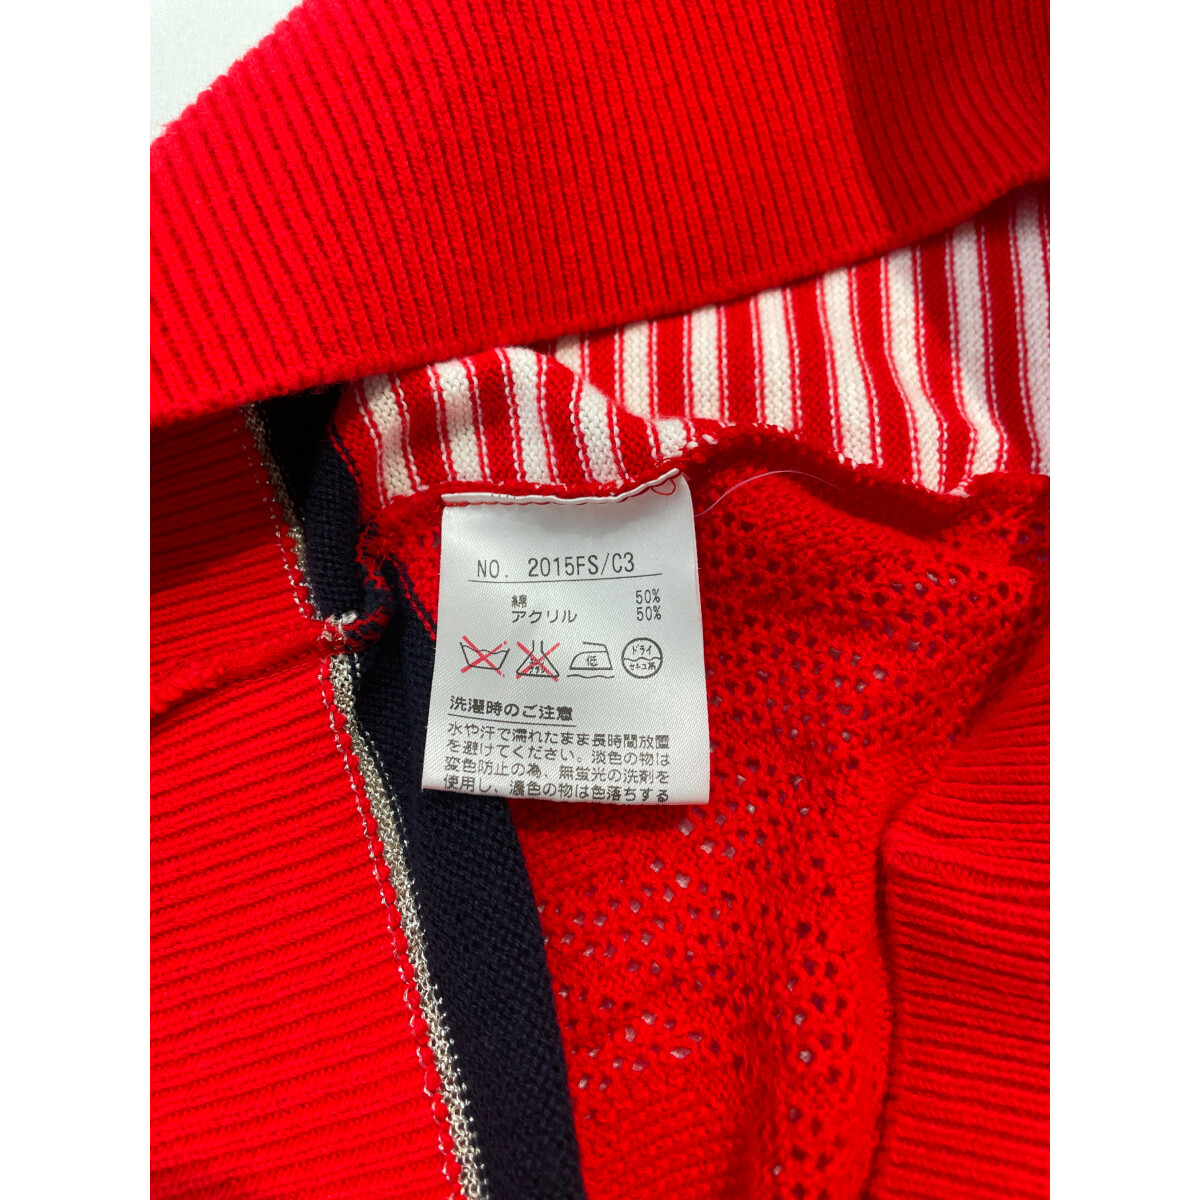 NO. 2015FS/C3
綿 50%
アクリル 50%
低 ドライ セキユ系
洗濯時のご注意
水や汗で濡れたまま長時間放置
を避けてください。淡色の物は
変色防止の為、無蛍光の洗剤を
使用し、濃色の物は色落ちする